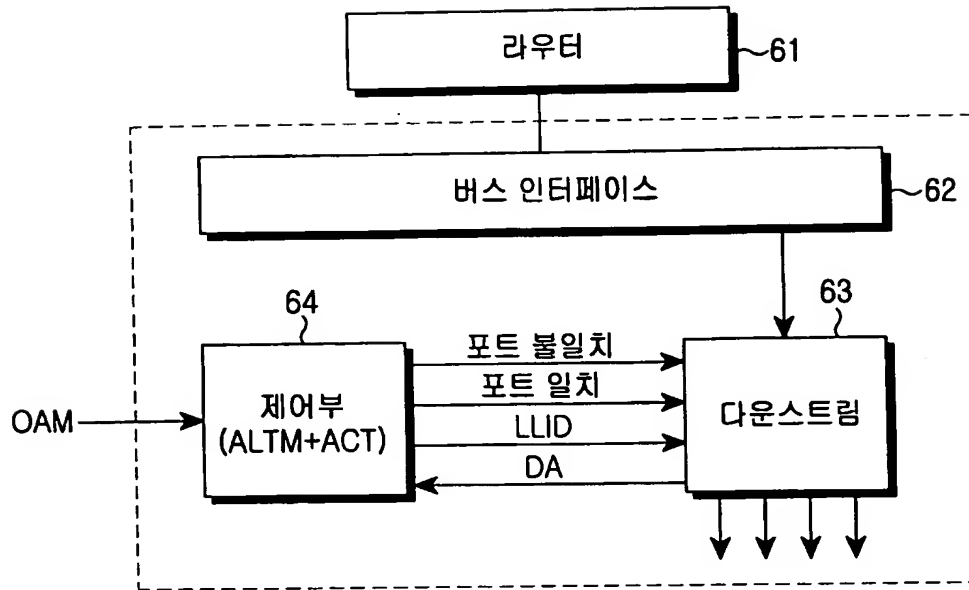 라우터
61
버스 인터페이스
62
64
63
포트 불일치
포트 일치
LLID
DA
OAM
제어부
(ALTM+ACT)
다운스트림